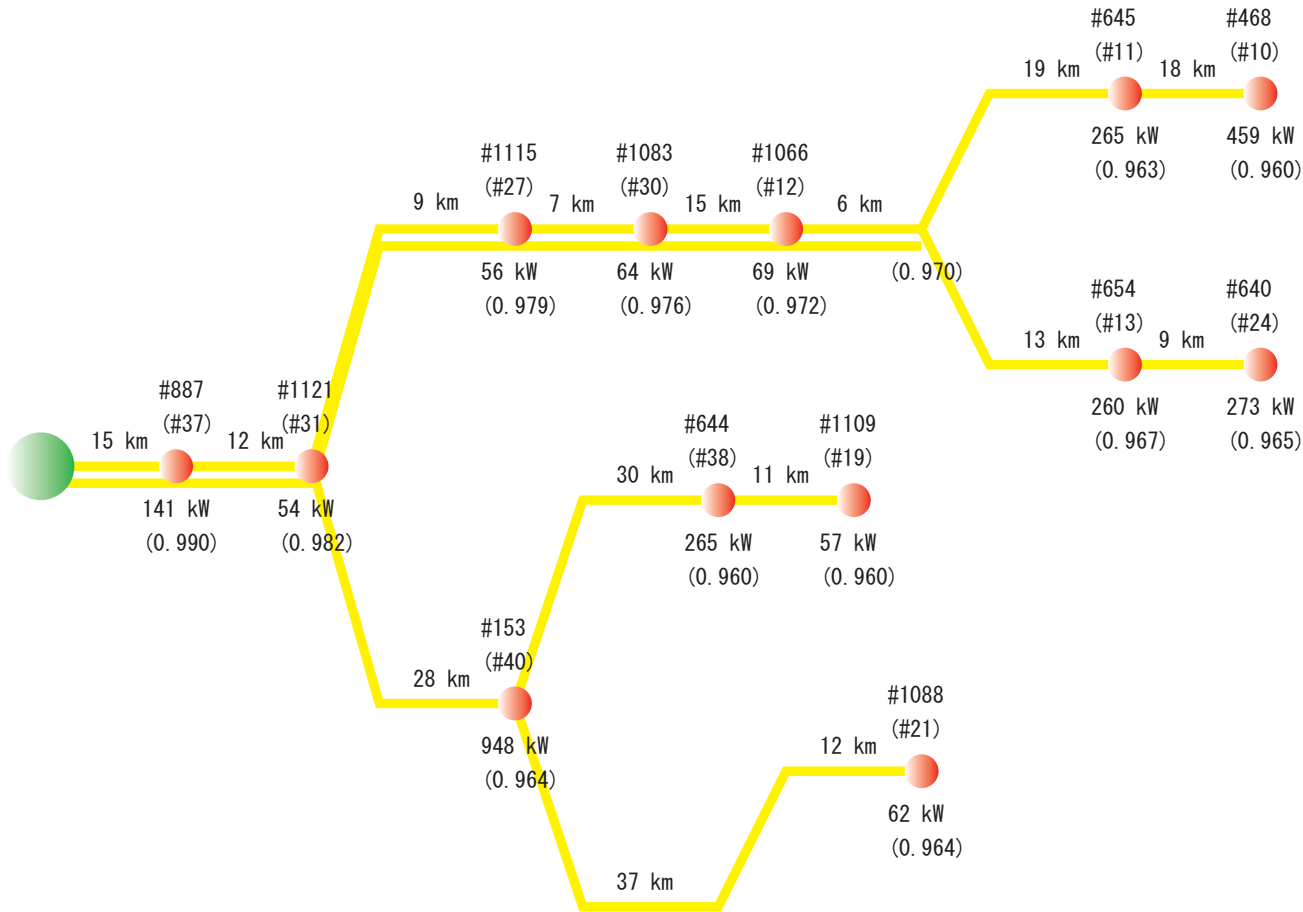 #645
(#11)
19 km
265 kW
(0.963)
18 km
#468
(#10)
459 kW
(0.960)
9 km
#1115
(#27)
56 kW
(0.979)
7 km
#1083
(#30)
64 kW
(0.976)
15 km
#1066
(#12)
69 kW
(0.972)
6 km
(0.970)
13 km
#654
(#13)
260 kW
(0.967)
9 km
#640
(#24)
273 kW
(0.965)
15 km
#887
(#37)
141 kW
(0.990)
12 km
#1121
(#31)
54 kW
(0.982)
30 km
#644
(#38)
265 kW
(0.960)
11 km
#1109
(#19)
57 kW
(0.960)
28 km
#153
(#40)
948 kW
(0.964)
37 km
12 km
#1088
(#21)
62 kW
(0.964)